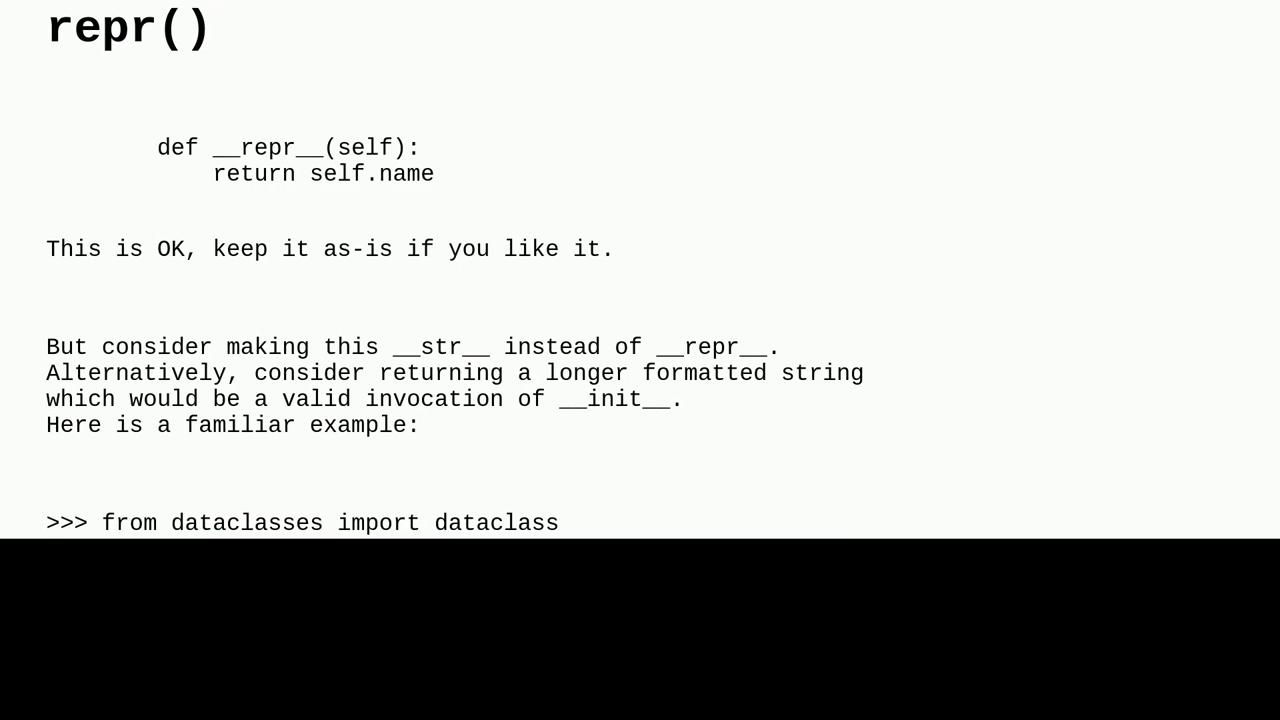 repr()
def __repr__(self):
return self.name
This is OK, keep it as-is if you like it.
But consider making this __str__ instead of __repr__.
Alternatively, consider returning a longer formatted string
which would be a valid invocation of __init__.
Here is a familiar example:
>>> from dataclasses import dataclass